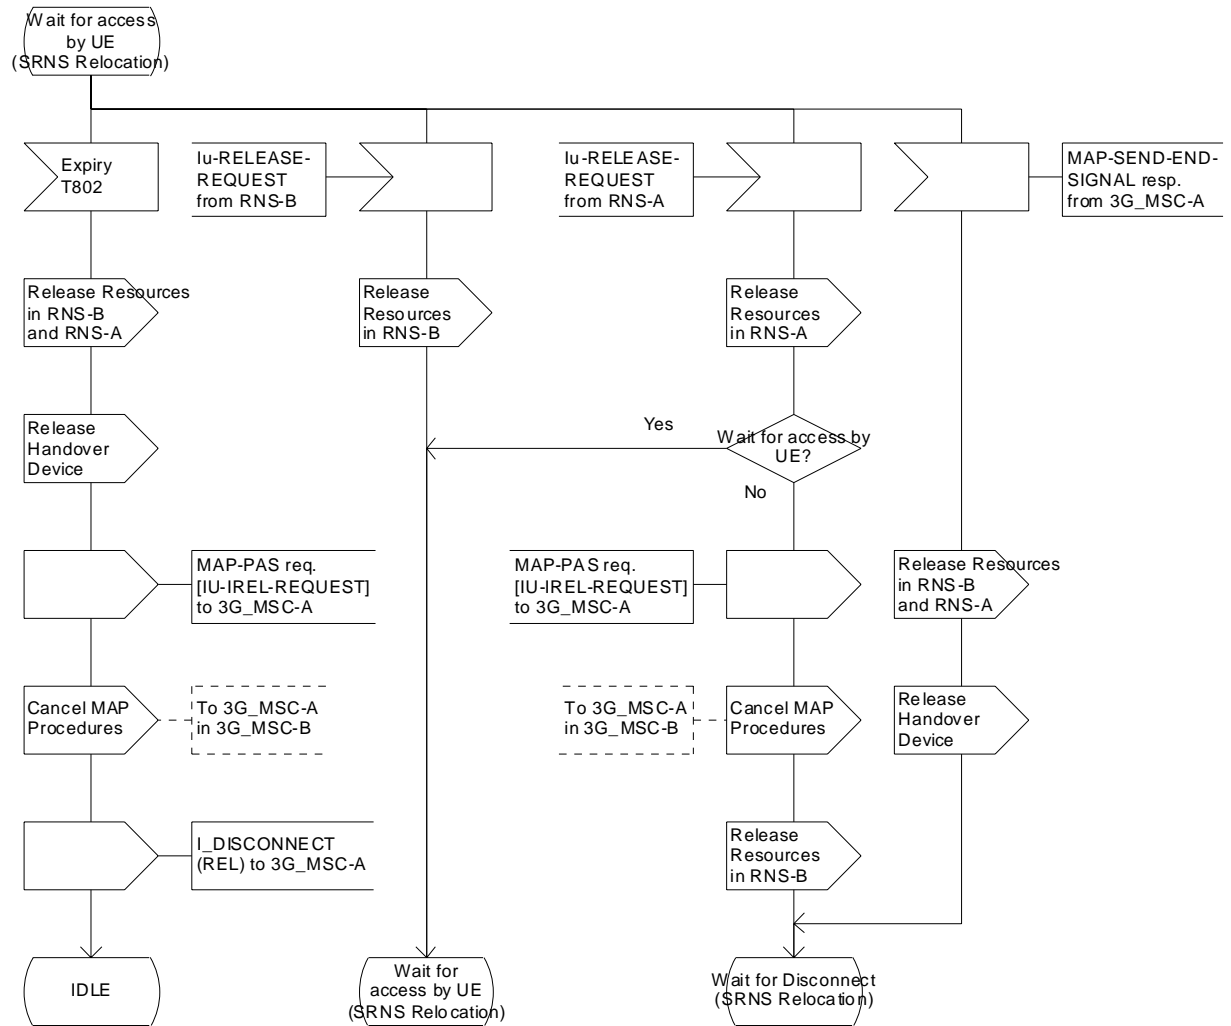 Wait for access
by UE
(SRNS Relocation)
Expiry
T802
Iu-RELEASE-
REQUEST
from RNS-B
Iu-RELEASE-
REQUEST
from RNS-A
MAP-SEND-END-
SIGNAL resp.
from 3G_MSC-A
Release Resources
in RNS-B
and RNS-A
Release
Resources
in RNS-B
Release
Resources
in RNS-A
Release
Handover
Device
Yes
Wait for access by
UE?
No
MAP-PAS req.
[IU-IREL-REQUEST]
to 3G_MSC-A
MAP-PAS req.
[IU-IREL-REQUEST]
to 3G_MSC-A
Release Resources
in RNS-B
and RNS-A
Cancel MAP
Procedures
To 3G_MSC-A
in 3G_MSC-B
To 3G_MSC-A
in 3G_MSC-B
Cancel MAP
Procedures
Release
Handover
Device
I_DISCONNECT
(REL) to 3G_MSC-A
Release
Resources
in RNS-B
IDLE
Wait for
access by UE
(SRNS Relocation)
Wait for Disconnect
(SRNS Relocation)